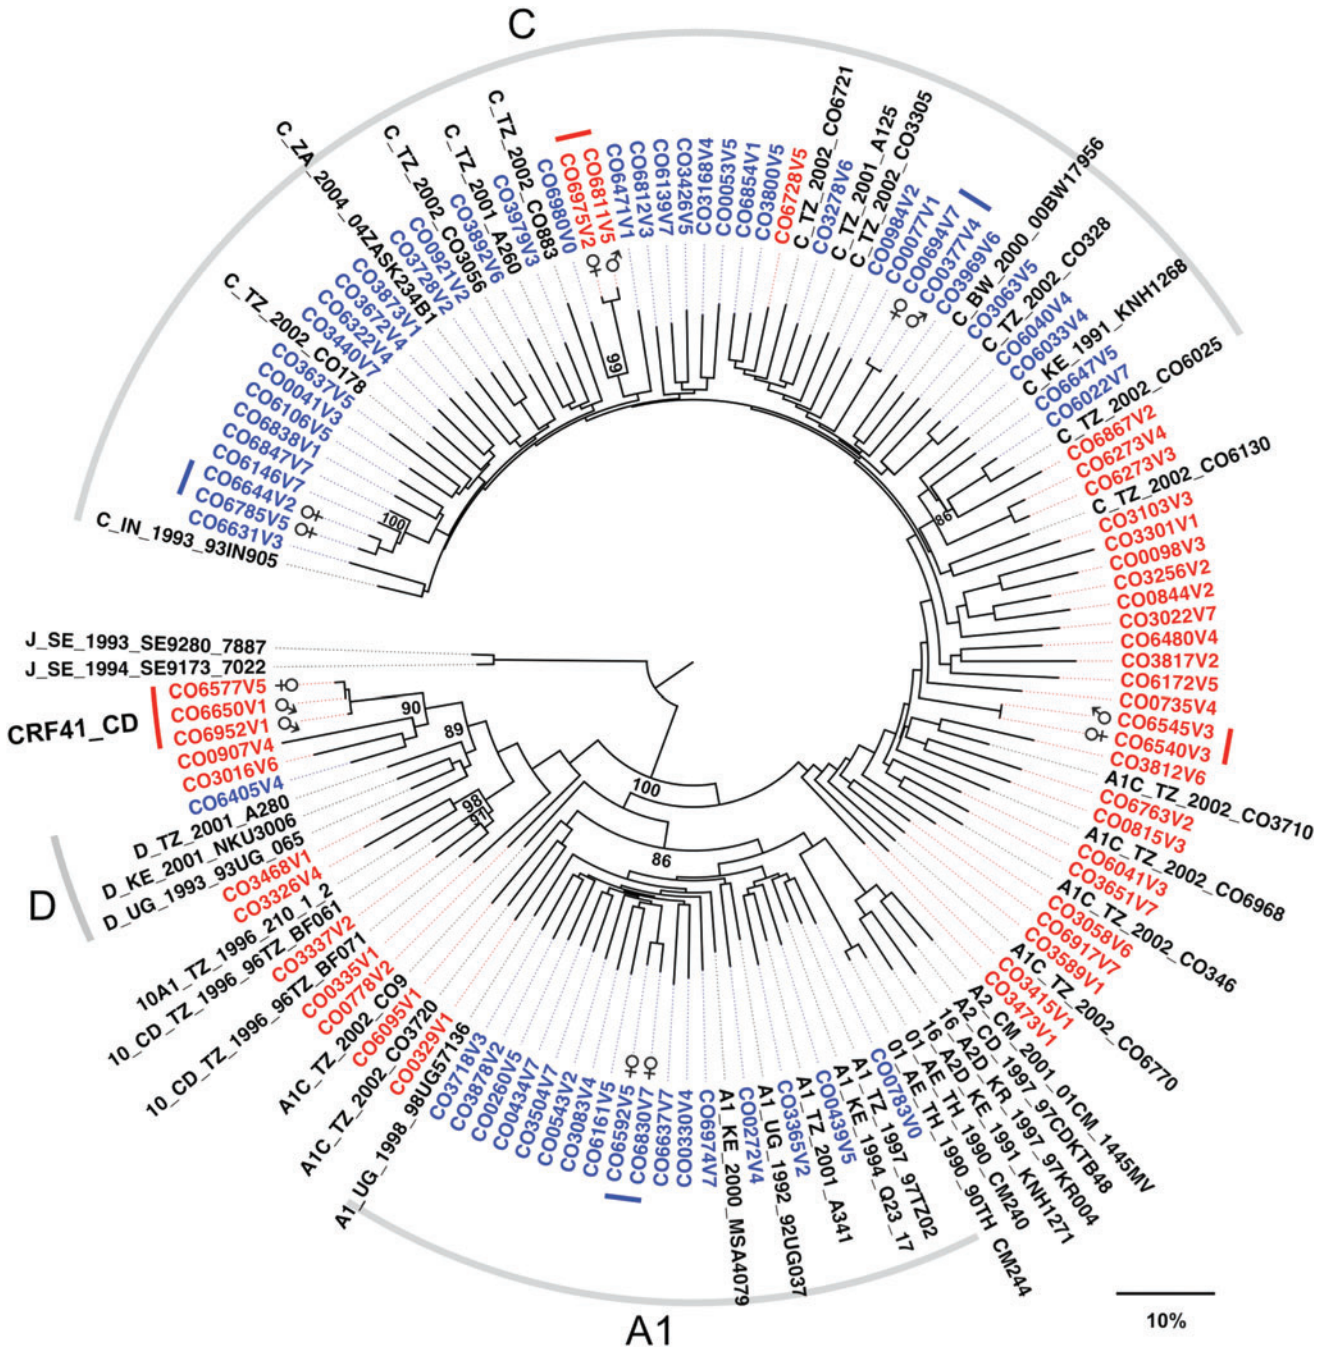 C
C_IN_1993_93IN905
CO6631V3
CO6785V5
CO6644V2
CO6146V7
CO6847V7
CO6838V1
CO6106V5
CO0041V3
CO3637V5
C_TZ_2002_CO178
CO3440V7
CO6322V4
CO3672V4
CO3873V1
C_ZA_2004_04ZASK234B1
CO3728V2
CO0921V2
C_TZ_2002_CO3056
CO3892V6
C_TZ_2001_A260
CO3979V3
C_TZ_2002_CO883
CO6980V0
CO6975V2
CO6811V5
CO6471V1
CO6812V3
CO6139V7
CO3426V5
CO3168V4
CO0053V5
CO6854V1
CO3800V5
CO6728V5
C_TZ_2002_CO6721
CO3278V6
C_TZ_2001_A125
C_TZ_2002_CO3305
CO0984V2
CO0077V1
CO0694V7
CO0377V4
CO3969V6
C_BW_2000_00BW17956
CO3063V5
C_TZ_2002_CO328
CO6040V4
CO6033V4
C_KE_1991_KNH1268
CO6647V5
CO6022V7
C_TZ_2002_CO6025
CO6867V2
CO6273V4
CO6273V3
C_TZ_2002_CO6130
CO3103V3
CO3301V1
CO0098V3
CO3256V2
CO0844V2
CO3022V7
CO6480V4
CO3817V2
CO6172V5
CO0735V4
CO6545V3
CO6540V3
CO3812V6
A1C_TZ_2002_CO3710
CO6763V2
CO0815V3
A1C_TZ_2002_CO6968
CO6041V3
CO3651V7
A1C_TZ_2002_CO346
CO3058V6
CO6917V7
CO3589V1
A1C_TZ_2002_CO6770
CO3415V1
CO3473V1
A2_CM_2001_01CM_1445MV
A2_CD_1997_97CDKTB48
16_A2D_KR_1997_97KR004
16_A2D_KE_1991_KNH1271
01_AE_TH_1990_CM240
01_AE_TH_1990_90TH_CM244
CO0783V0
A1_TZ_1997_97TZ02
A1_KE_1994_Q23_17
CO0439V5
A1_TZ_2001_A341
CO3365V2
A1_UG_1992_92UG037
CO0272V4
A1_KE_2000_MSA4079
CO6974V7
CO0330V4
CO6637V7
CO6830V7
CO6592V5
CO6161V5
CO3083V4
CO0543V2
CO3504V7
CO0434V7
CO0260V5
CO3878V2
CO3718V3
A1_UG_1998_98UG57136
CO0329V1
A1C_TZ_2002_CO3720
CO6095V1
A1C_TZ_2002_CO9
CO0778V2
CO0335V1
10_CD_TZ_1996_96TZ_BF071
CO3337V2
10_CD_TZ_1996_96TZ_BF061
10A1_TZ_1996_210_1_2
CO3326V4
CO3468V1
D_UG_1993_93UG_065
D_KE_2001_NKU3006
D_TZ_2001_A280
CO6405V4
CO3016V6
CO0907V4
CO6952V1
CO6650V1
CO6577V5
J_SE_1994_SE9173_7022
J_SE_1993_SE9280_7887
CRF41_CD
D
A1
99
100
86
90
89
98
91
100
86
10%